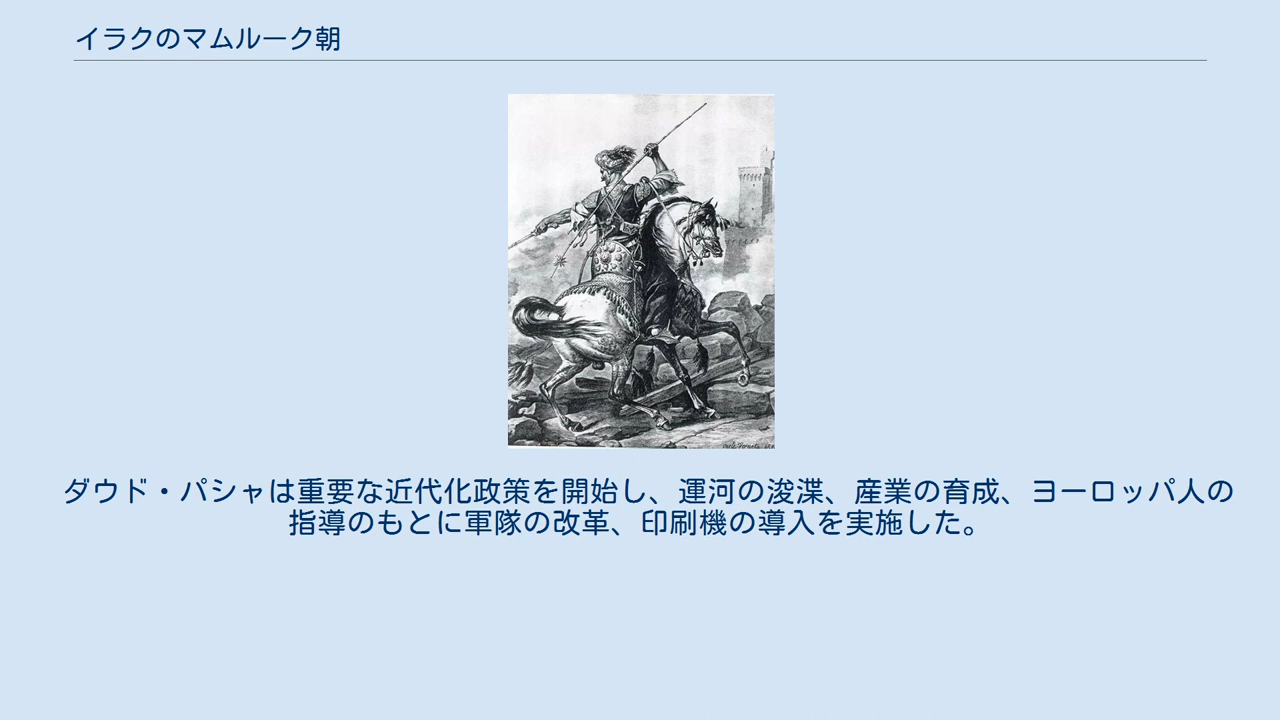 イラクのマムルーク朝
ダウド・パシャは重要な近代化政策を開始し、運河の浚渫、産業の育成、ヨーロッパ人の
指導のもとに軍隊の改革、印刷機の導入を実施した。